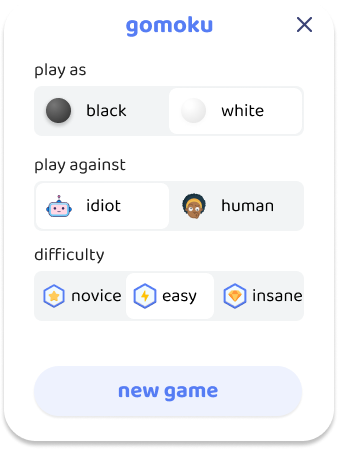 gomoku
play as
black white
play against
idiot human
difficulty
novice easy insane
new game